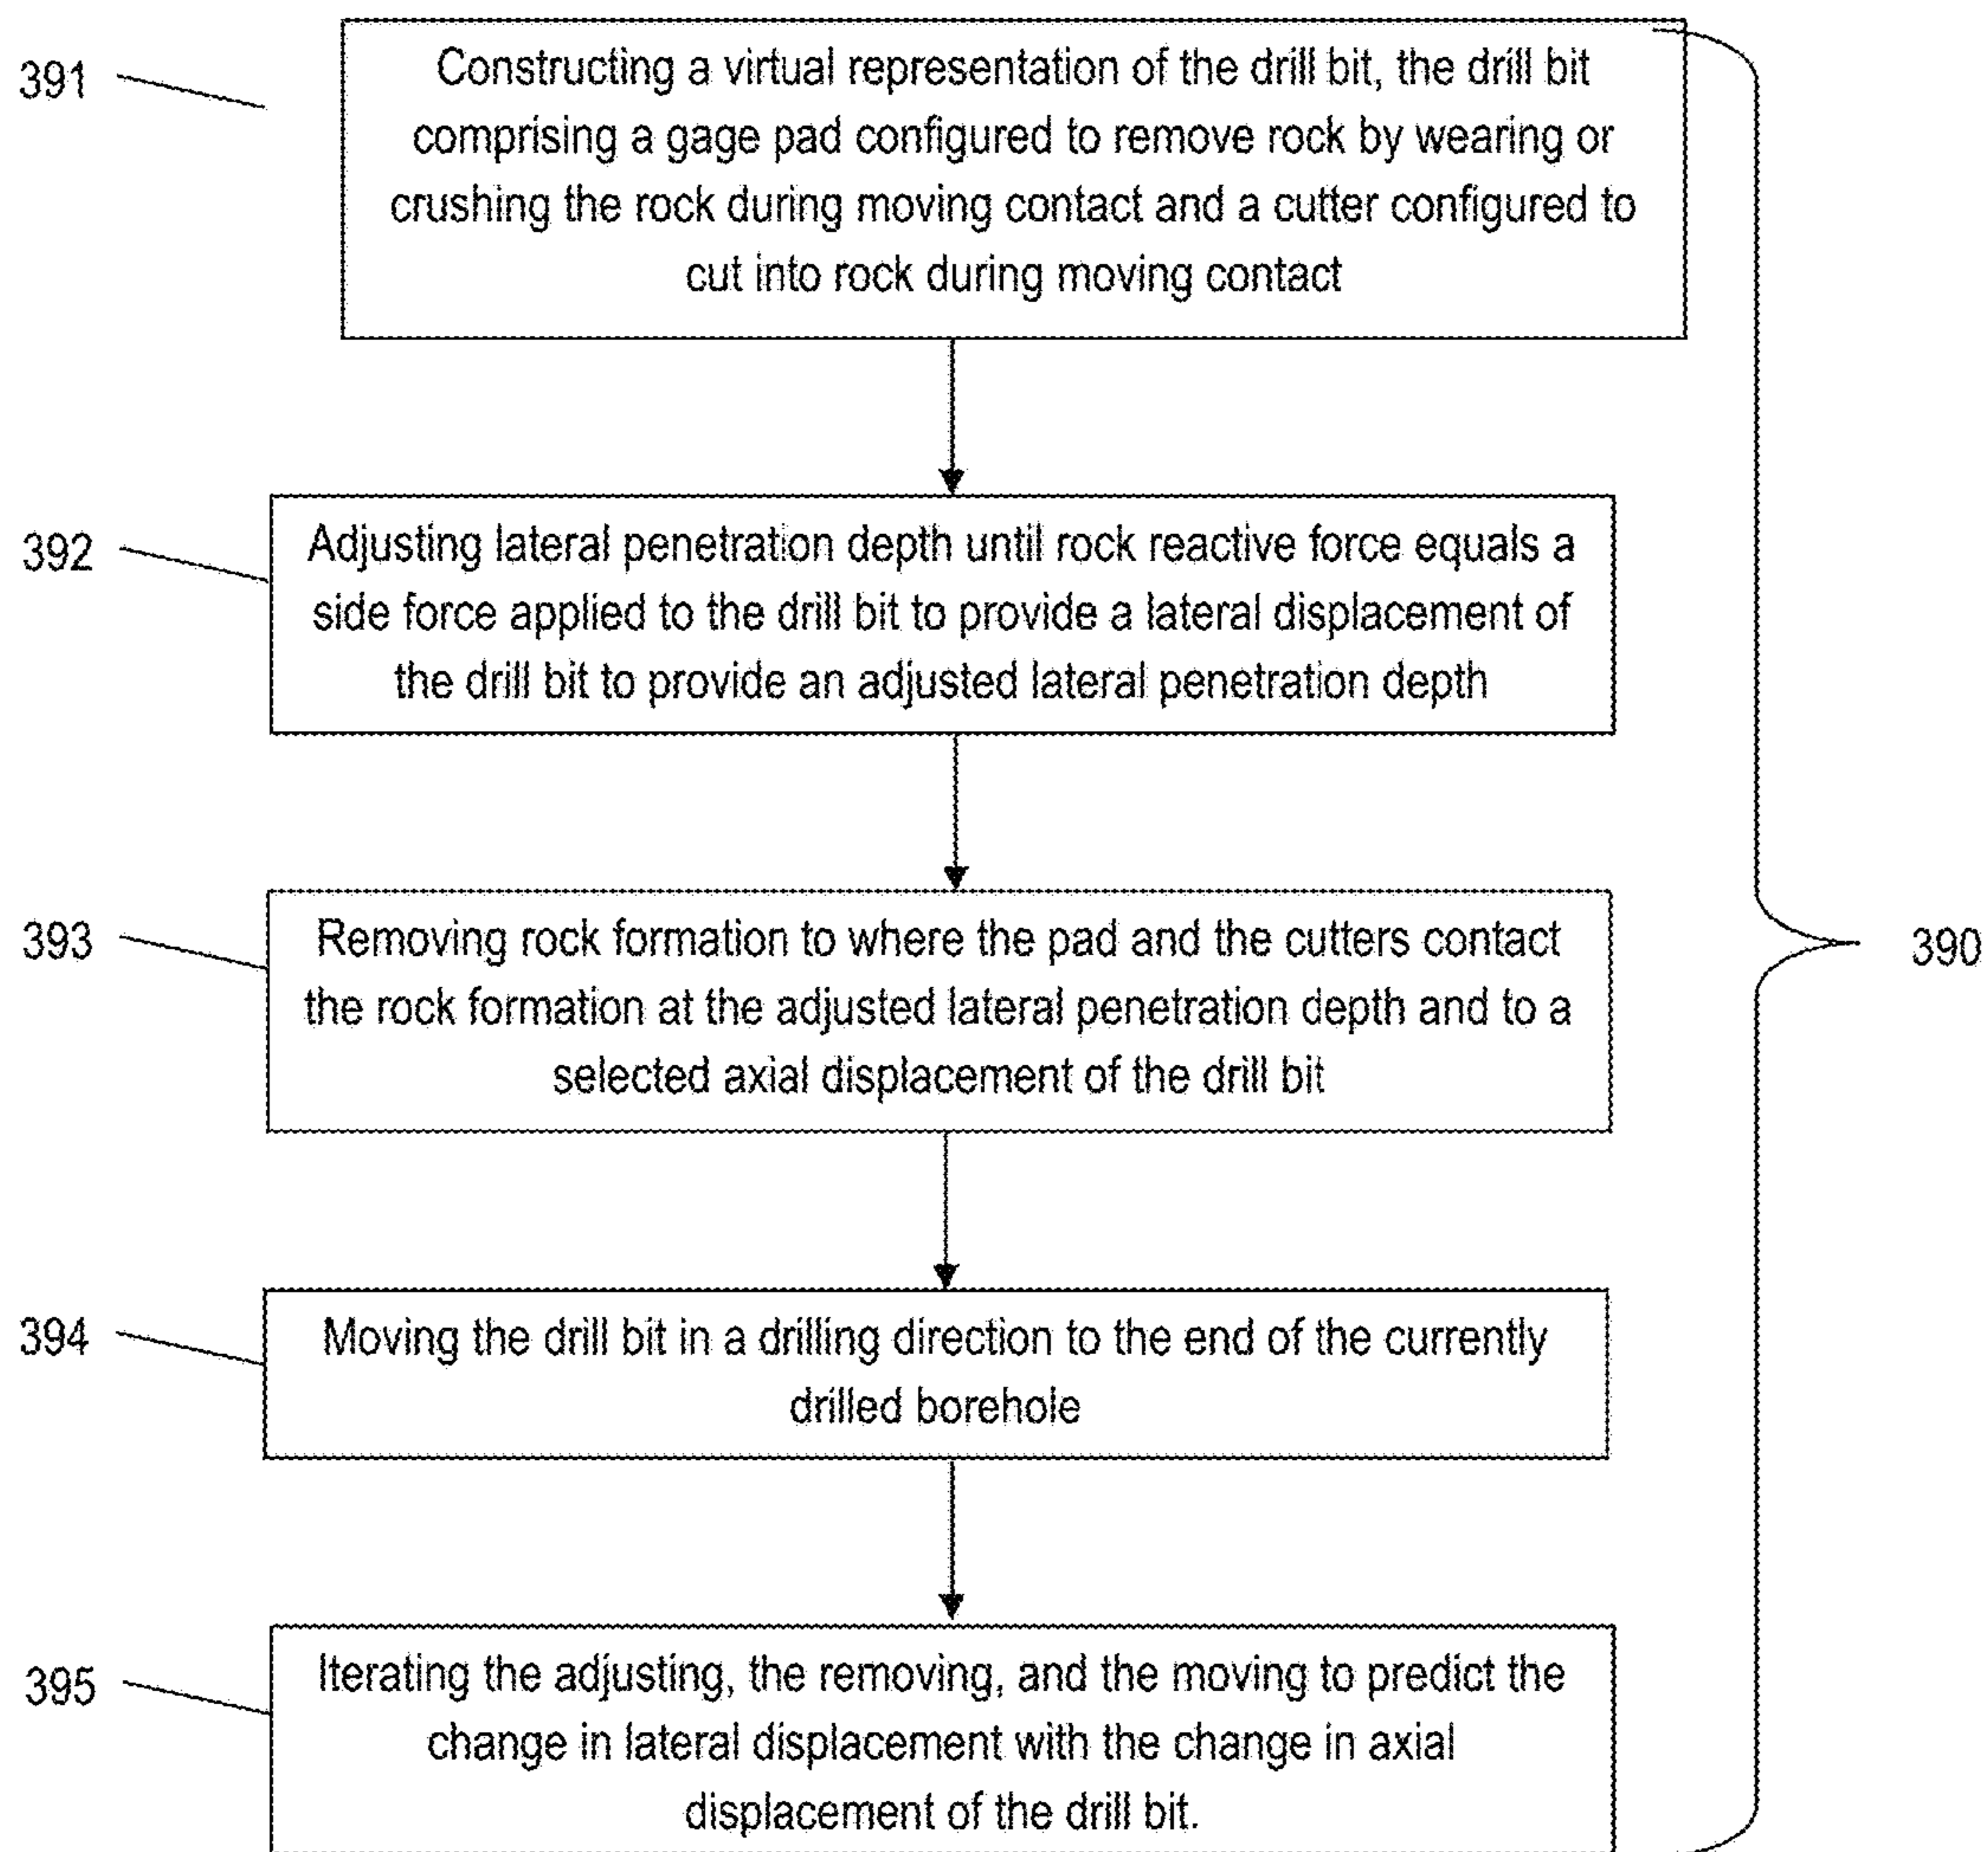 391
Constructing a virtual representation of the drill bit, the drill bit
comprising a gage pad configured to remove rock by wearing or
crushing the rock during moving contact and a cutter configured to
cut into rock during moving contact
392
Adjusting lateral penetration depth until rock reactive force equals a
side force applied to the drill bit to provide a lateral displacement of
the drill bit to provide an adjusted lateral penetration depth
393
Removing rock formation to where the pad and the cutters contact
the rock formation at the adjusted lateral penetration depth and to a
selected axial displacement of the drill bit
390
394
Moving the drill bit in a drilling direction to the end of the currently
drilled borehole
395
Iterating the adjusting, the removing, and the moving to predict the
change in lateral displacement with the change in axial
displacement of the drill bit.